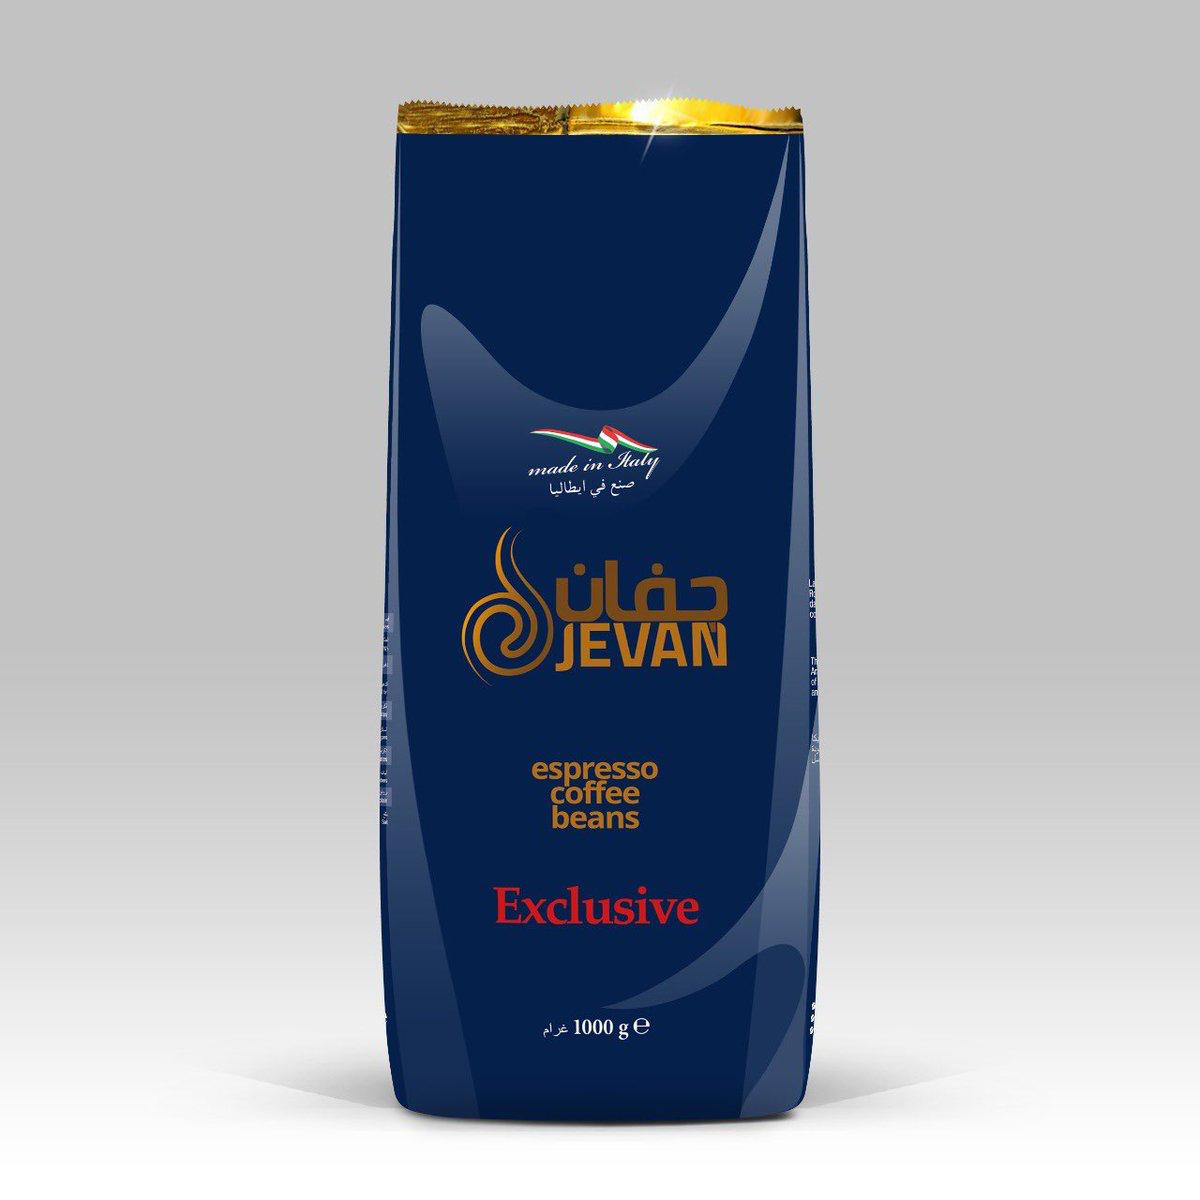 made in Italy
صنع في ايطاليا
جفان
JEVAN
espresso
coffee
beans
Exclusive
1000 g ℮ غرام